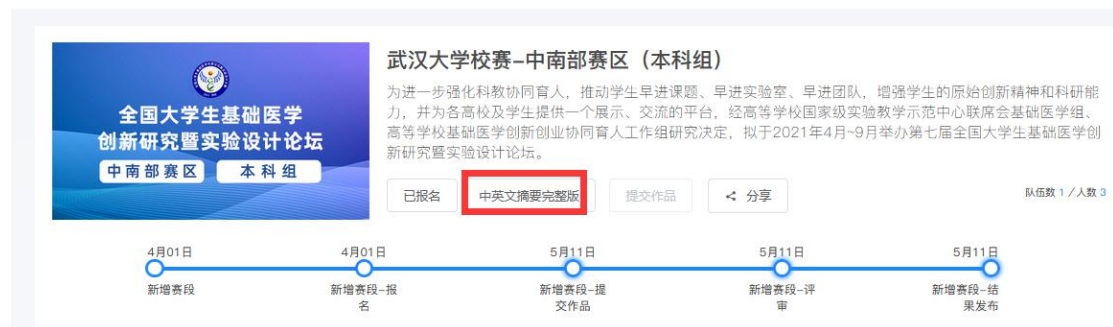 全国大学生基础医学
创新研究暨实验设计论坛
中南部赛区 本科组
武汉大学校赛-中南部赛区（本科组）
为进一步强化科教协同育人，推动学生早进课题、早进实验室、早进团队，增强学生的原始创新精神和科研能
力，并为各高校及学生提供一个展示、交流的平台，经高等学校国家级实验教学示范中心联席会基础医学组、
高等学校基础医学创新创业协同育人工作组研究决定，拟于2021年4月~9月举办第七届全国大学生基础医学创
新研究暨实验设计论坛。
已报名 中英文摘要完整版 提交作品 分享
队伍数 1 / 人数 3
4月01日 4月01日 5月11日 5月11日 5月11日
新增赛段 新增赛段-报 新增赛段-提 新增赛段-评 新增赛段-结
名 交作品 审 果发布